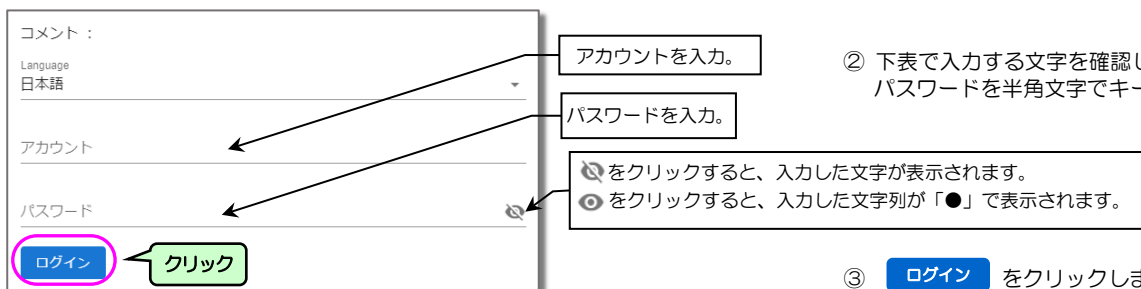 コメント :
Language
日本語
アカウント
パスワード
ログイン
クリック
アカウントを入力。
パスワードを入力。
をクリックすると、入力した文字が表示されます。
をクリックすると、入力した文字列が「●」で表示されます。
② 下表で入力する文字を確認し
パスワードを半角文字でキー
③ ログイン をクリックしま